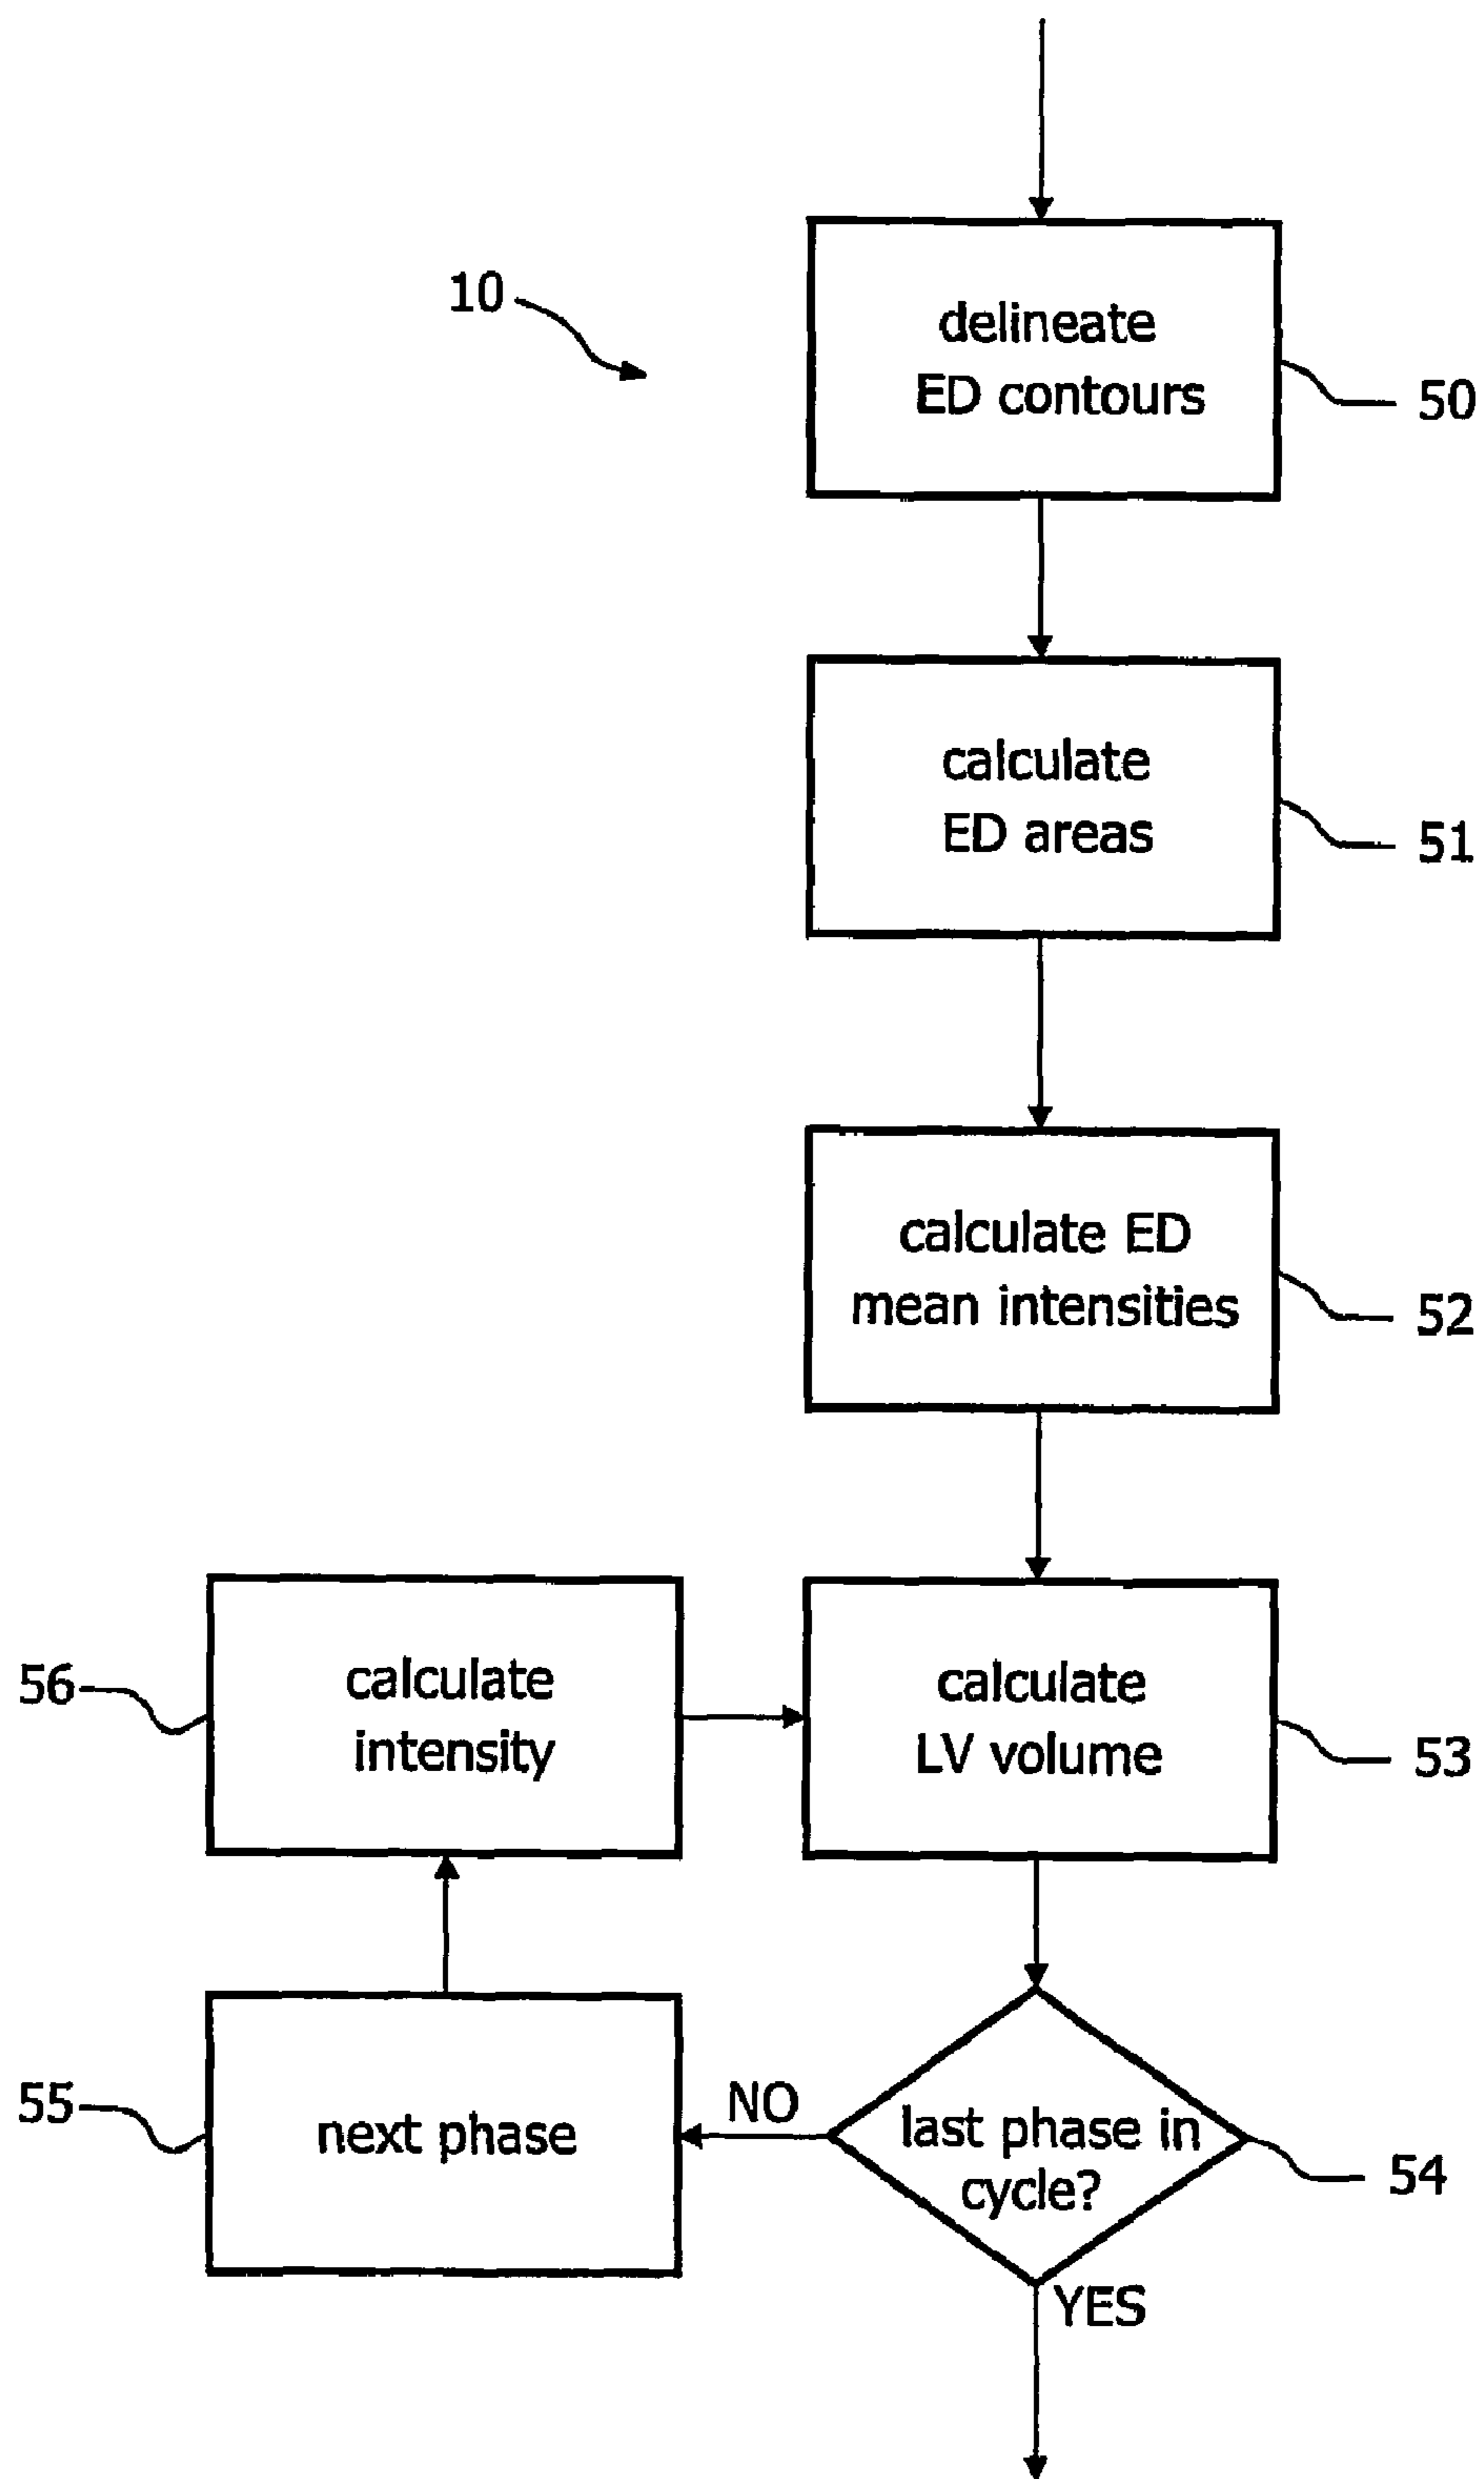 10
delineate
ED contours
50
calculate
ED areas
51
calculate ED
mean intensities
52
56
calculate
intensity
calculate
LV volume
53
55
next phase
NO
last phase in
cycle?
54
YES